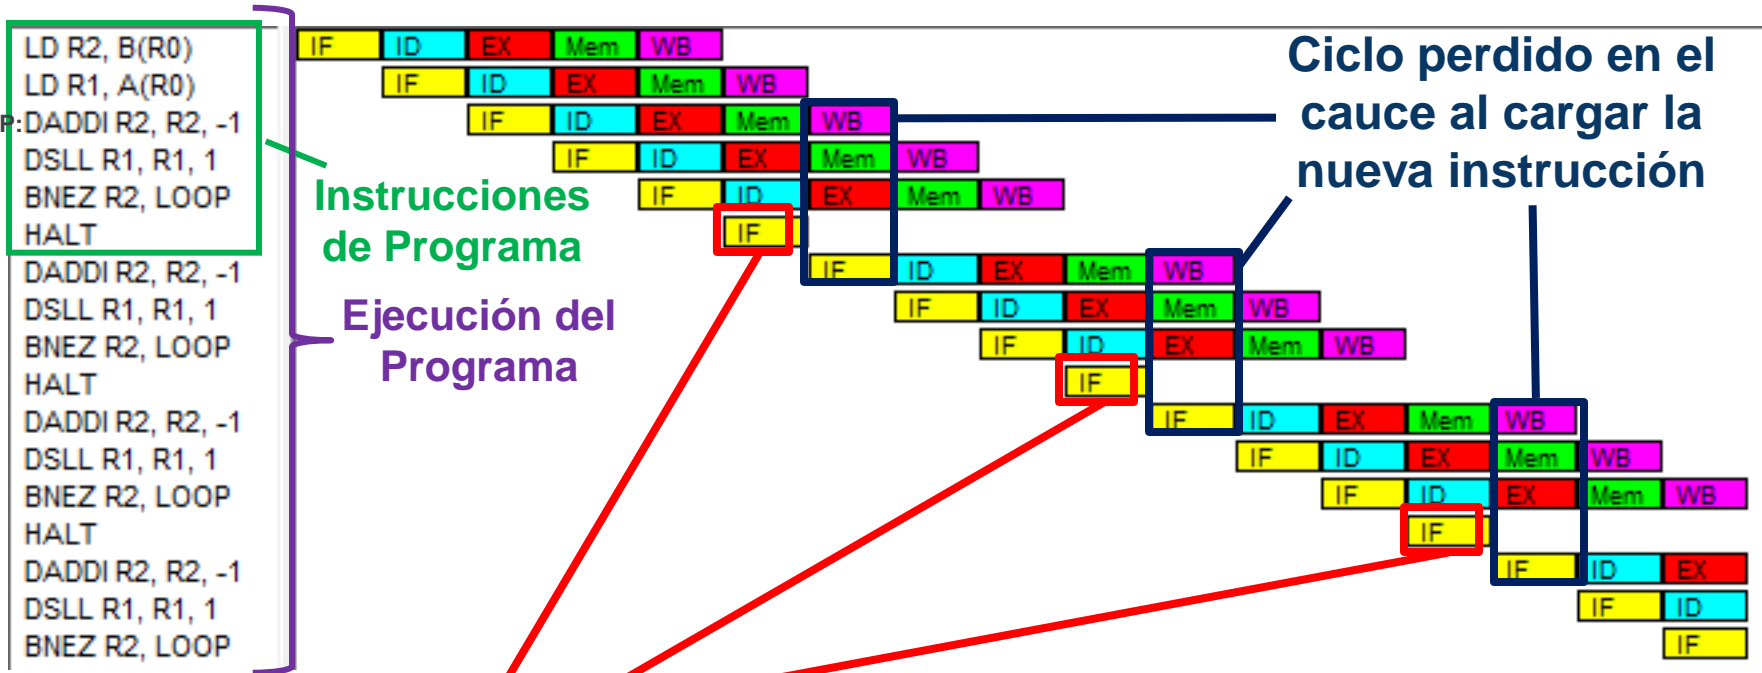 LD R2, B(R0) IF ID EX Mem WB
LD R1, A(R0) IF ID EX Mem WB
P: DADDI R2, R2, -1 IF ID EX Mem WB
DSLL R1, R1, 1 IF ID EX Mem WB
BNEZ R2, LOOP IF ID EX Mem WB
HALT IF
DADDI R2, R2, -1 IF ID EX Mem WB
DSLL R1, R1, 1 IF ID EX Mem WB
BNEZ R2, LOOP IF ID EX Mem WB
HALT IF
DADDI R2, R2, -1 IF ID EX Mem WB
DSLL R1, R1, 1 IF ID EX Mem WB
BNEZ R2, LOOP IF ID EX Mem WB
HALT IF
DADDI R2, R2, -1 IF ID EX
DSLL R1, R1, 1 IF ID
BNEZ R2, LOOP IF
Instrucciones
de Programa
Ejecución del
Programa
Ciclo perdido en el
cauce al cargar la
nueva instrucción